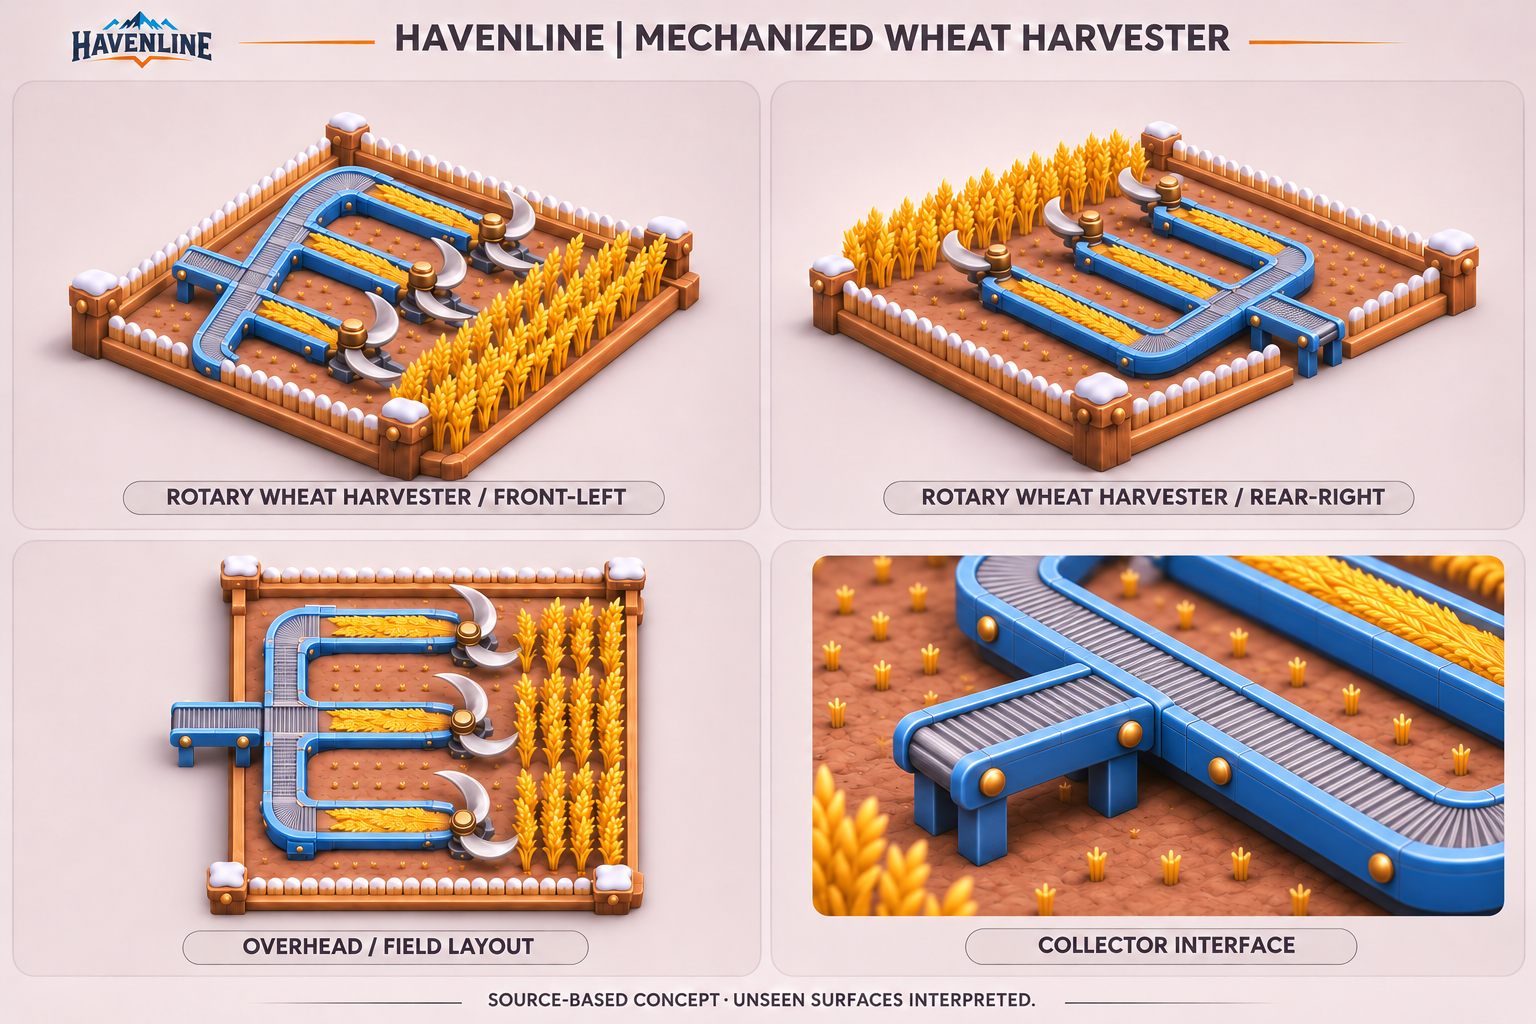 HAVENLINE
HAVENLINE | MECHANIZED WHEAT HARVESTER
ROTARY WHEAT HARVESTER / FRONT-LEFT
ROTARY WHEAT HARVESTER / REAR-RIGHT
OVERHEAD / FIELD LAYOUT
COLLECTOR INTERFACE
SOURCE-BASED CONCEPT · UNSEEN SURFACES INTERPRETED.